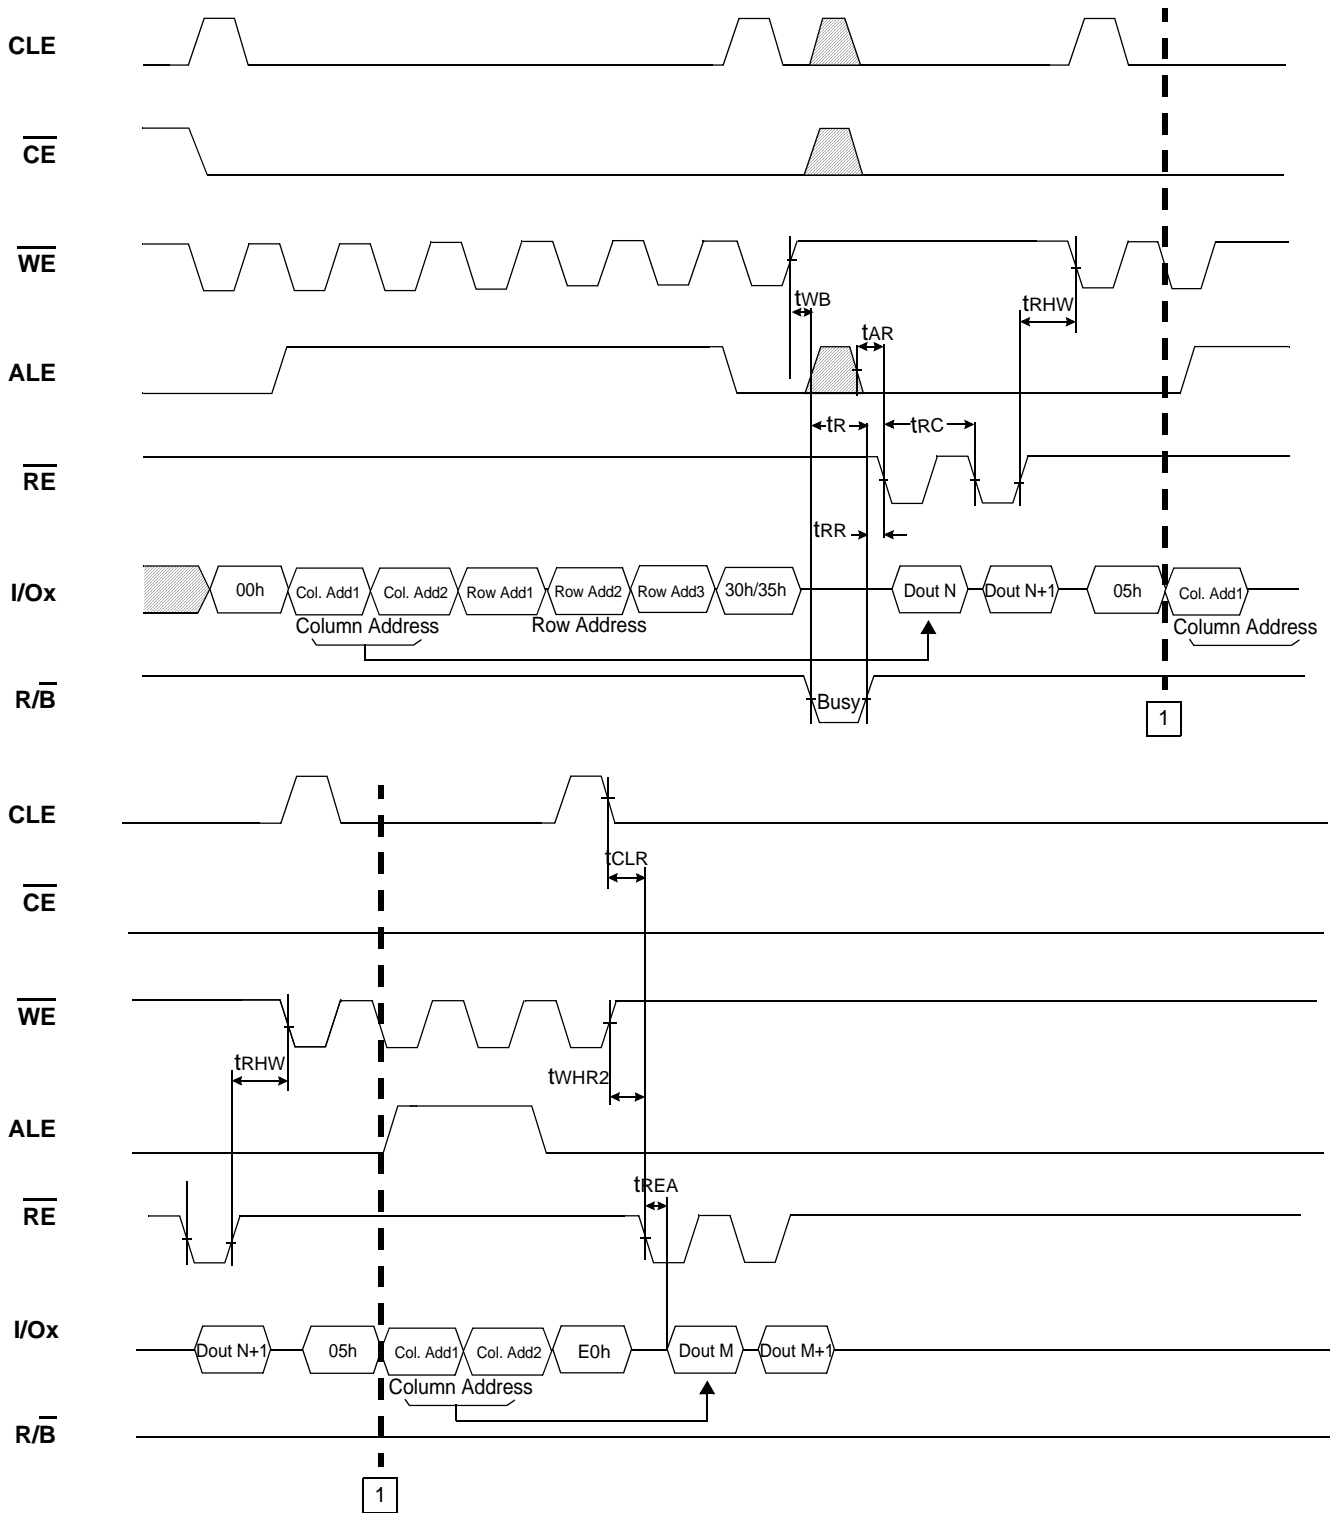 CLE
CE
WE
tWB
tRHW
tAR
ALE
tR
tRC
RE
tRR
I/Ox
00h
Col. Add1
Col. Add2
Row Add1
Row Add2
Row Add3
30h/35h
Dout N
Dout N+1
05h
Col. Add1
Column Address
Row Address
Column Address
R/B
Busy
1
CLE
tCLR
CE
WE
tRHW
tWHR2
ALE
tREA
RE
I/Ox
Dout N+1
05h
Col. Add1
Col. Add2
E0h
Dout M
Dout M+1
Column Address
R/B
1